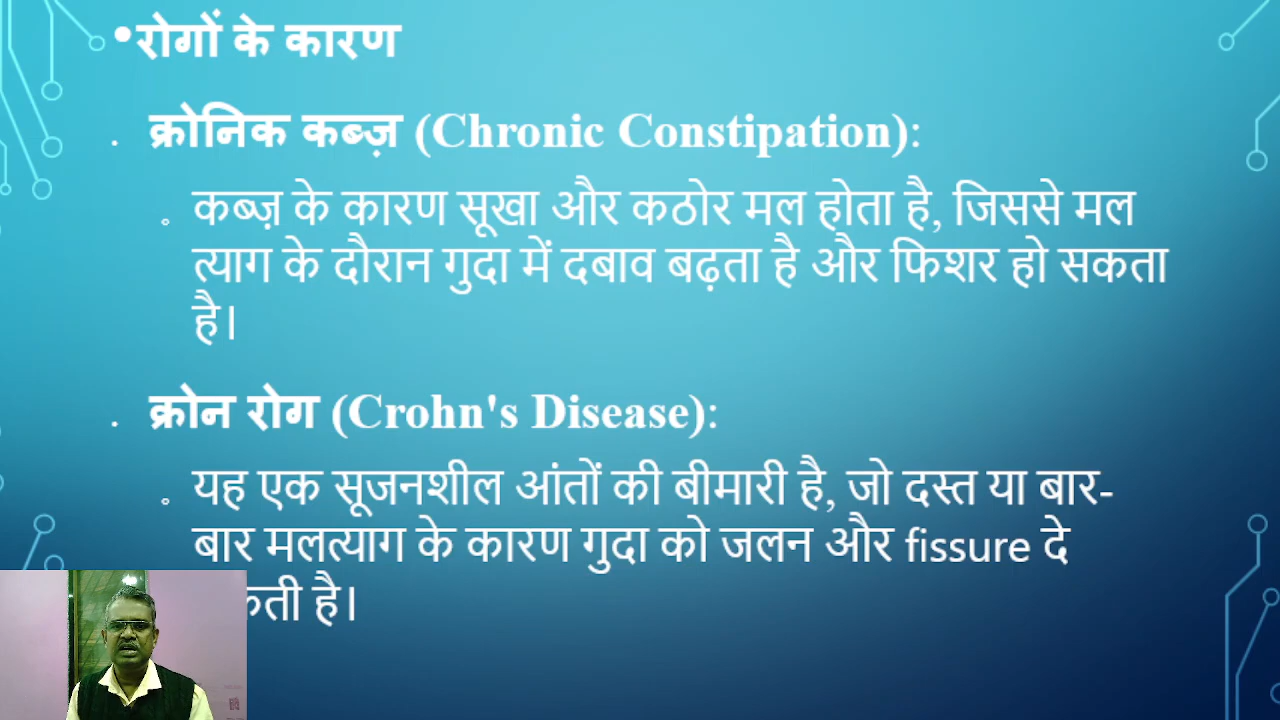 •रोगों के कारण
. क्रोनिक कब्ज़ (Chronic Constipation):
∘ कब्ज़ के कारण सूखा और कठोर मल होता है, जिससे मल
त्याग के दौरान गुदा में दबाव बढ़ता है और फिशर हो सकता
है।
. क्रोन रोग (Crohn's Disease):
∘ यह एक सूजनशील आंतों की बीमारी है, जो दस्त या बार-
बार मलत्याग के कारण गुदा को जलन और fissure दे
है।